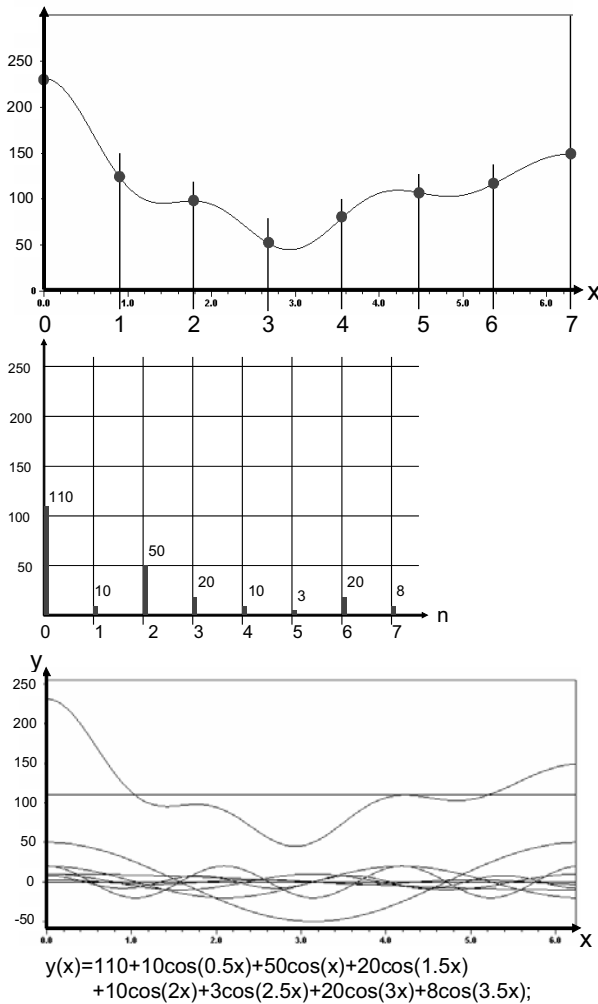 250
200
150
100
50
0
0.0 1.0 2.0 3.0 4.0 5.0 6.0
x
0 1 2 3 4 5 6 7
250
200
150
100
50
110
10
50
20
10
3
20
8
0 1 2 3 4 5 6 7
n
y
250
200
150
100
50
0
-50
0.0 1.0 2.0 3.0 4.0 5.0 6.0
x
y(x)=110+10cos(0.5x)+50cos(x)+20cos(1.5x)
+10cos(2x)+3cos(2.5x)+20cos(3x)+8cos(3.5x);